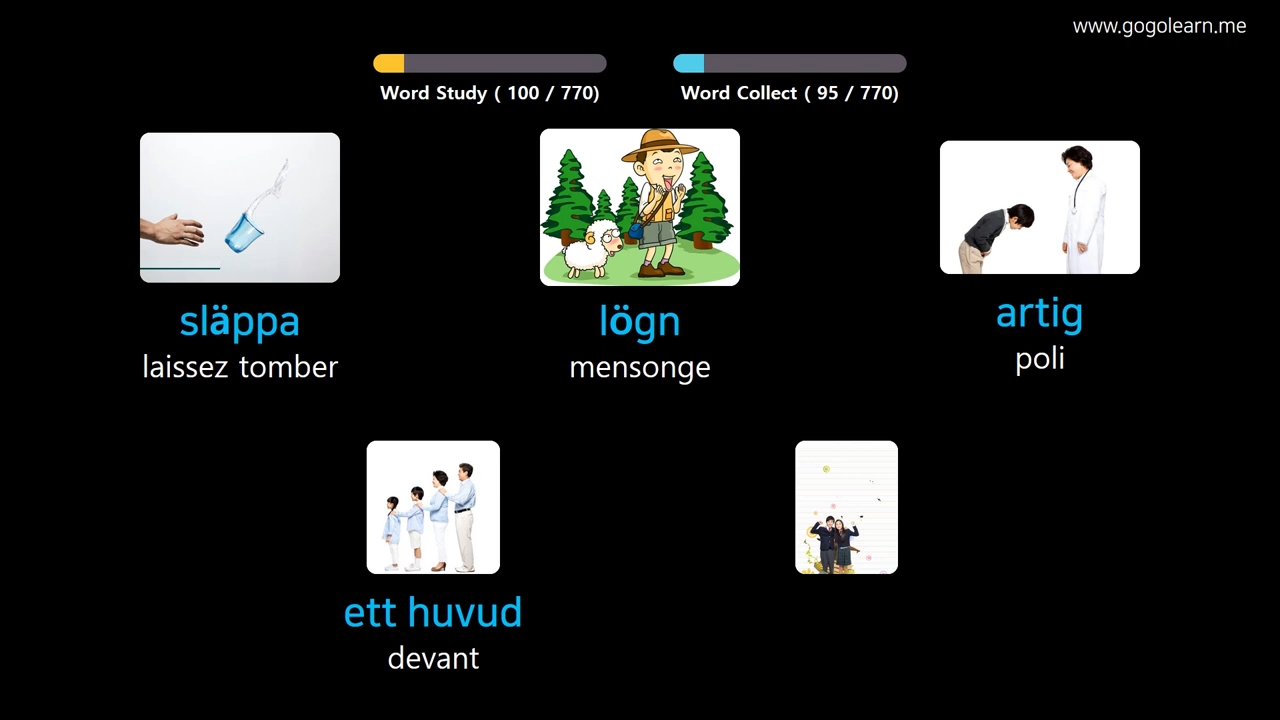 www.gogolearn.me
Word Study ( 100 / 770)
Word Collect ( 95 / 770)
släppa
laissez tomber
lögn
mensonge
artig
poli
ett huvud
devant